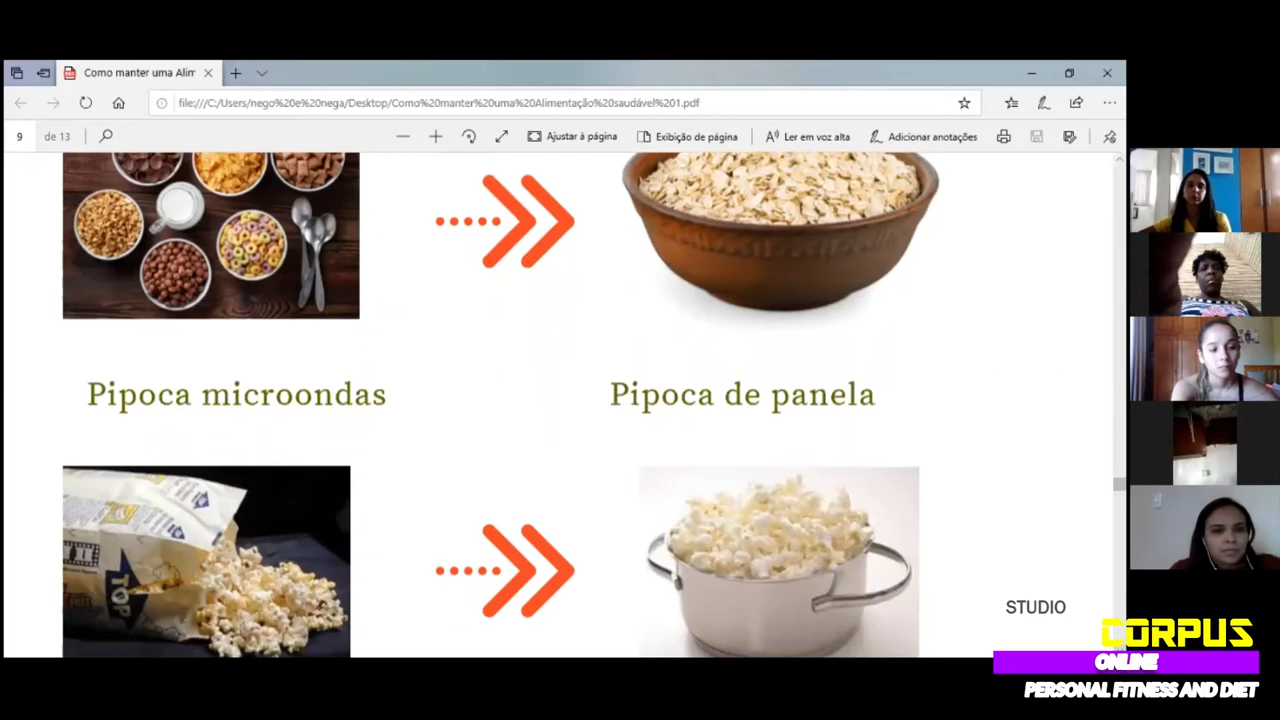 Como manter uma Alim
file:///C:/Users/nego%20e%20nega/Desktop/Como%20manter%20uma%20Alimentação%20saudável%201.pdf
9 de 13
Ajustar à página
Exibição de página
Ler em voz alta
Adicionar anotações
Pipoca microondas
Pipoca de panela
TOP
STUDIO
CORPUS
ONLINE
PERSONAL FITNESS AND DIET